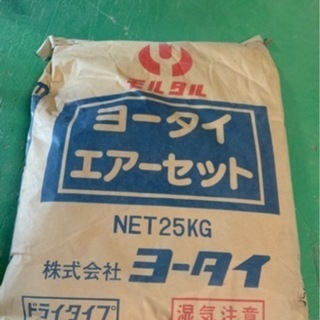 モルタル
ヨータイ
エアーセット
NET25KG
株式会社 ヨータイ
ドライタイプ 湿気注意